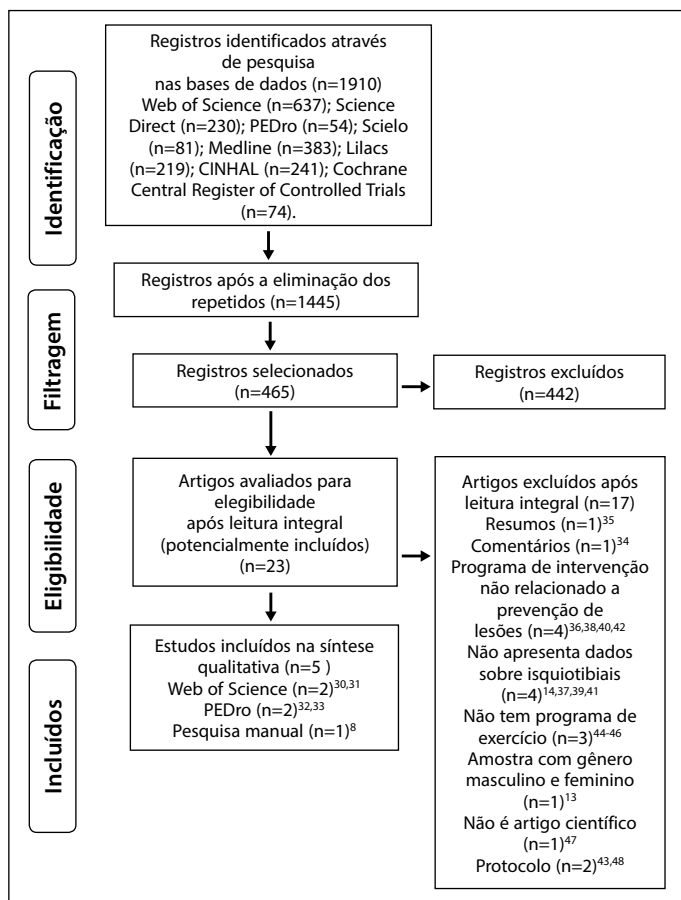 Identificação
Registros identificados através
de pesquisa
nas bases de dados (n=1910)
Web of Science (n=637); Science
Direct (n=230); PEDro (n=54); Scielo
(n=81); Medline (n=383); Lilacs
(n=219); CINHAL (n=241); Cochrane
Central Register of Controlled Trials
(n=74).
Registros após a eliminação dos
repetidos (n=1445)
Filtragem
Registros selecionados
(n=465)
Registros excluídos
(n=442)
Eligibilidade
Artigos avaliados para
elegibilidade
após leitura integral
(potencialmente incluídos)
(n=23)
Artigos excluídos após
leitura integral (n=17)
Resumos (n=1)35
Comentários (n=1)34
Programa de intervenção
não relacionado a
prevenção de
lesões (n=4)36,38,40,42
Não apresenta dados
sobre isquiotibiais
(n=4)14,37,39,41
Não tem programa de
exercício (n=3)44-46
Amostra com gênero
masculino e feminino
(n=1)13
Não é artigo científico
(n=1)47
Protocolo (n=2)43,48
Incluídos
Estudos incluídos na síntese
qualitativa (n=5 )
Web of Science (n=2)30,31
PEDro (n=2)32,33
Pesquisa manual (n=1)8